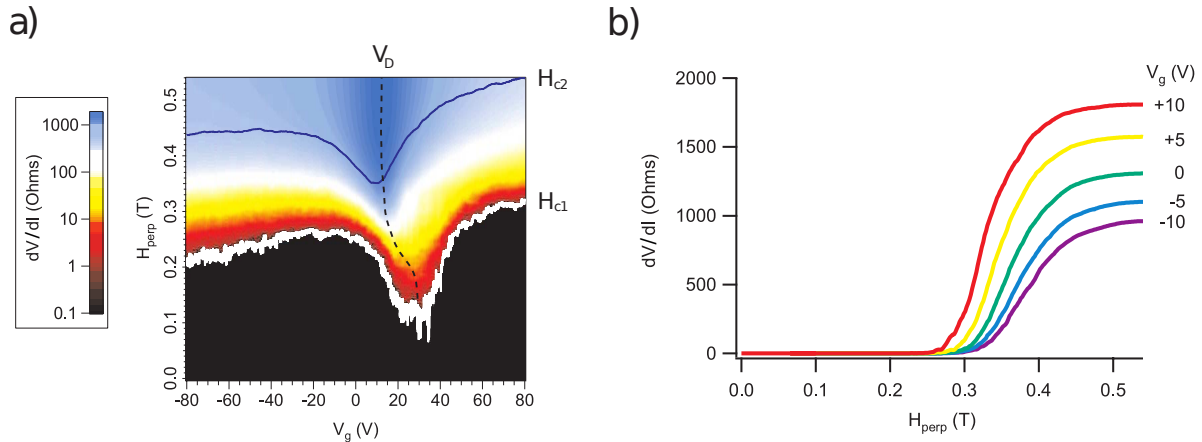 a)
V_D
H_c2
H_c1
dV/dI (Ohms)
1000
100
10
1
0.1
H_perp (T)
0.5
0.4
0.3
0.2
0.1
0.0
-80 -60 -40 -20 0 20 40 60 80
V_g (V)
b)
V_g (V)
+10
+5
0
-5
-10
dV/dI (Ohms)
2000
1500
1000
500
0
0.0 0.1 0.2 0.3 0.4 0.5
H_perp (T)